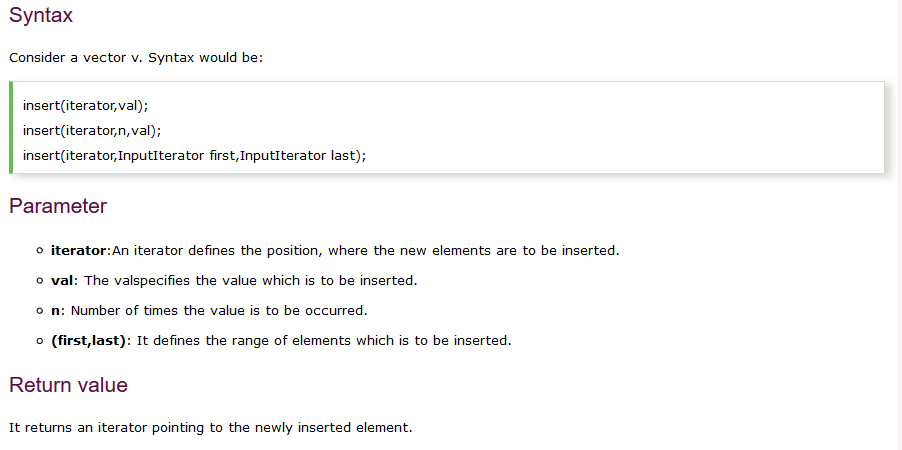 Syntax
Consider a vector v. Syntax would be:
insert(iterator,val);
insert(iterator,n,val);
insert(iterator,InputIterator first,InputIterator last);
Parameter
iterator:An iterator defines the position, where the new elements are to be inserted.
val: The valspecifies the value which is to be inserted.
n: Number of times the value is to be occurred.
(first,last): It defines the range of elements which is to be inserted.
Return value
It returns an iterator pointing to the newly inserted element.